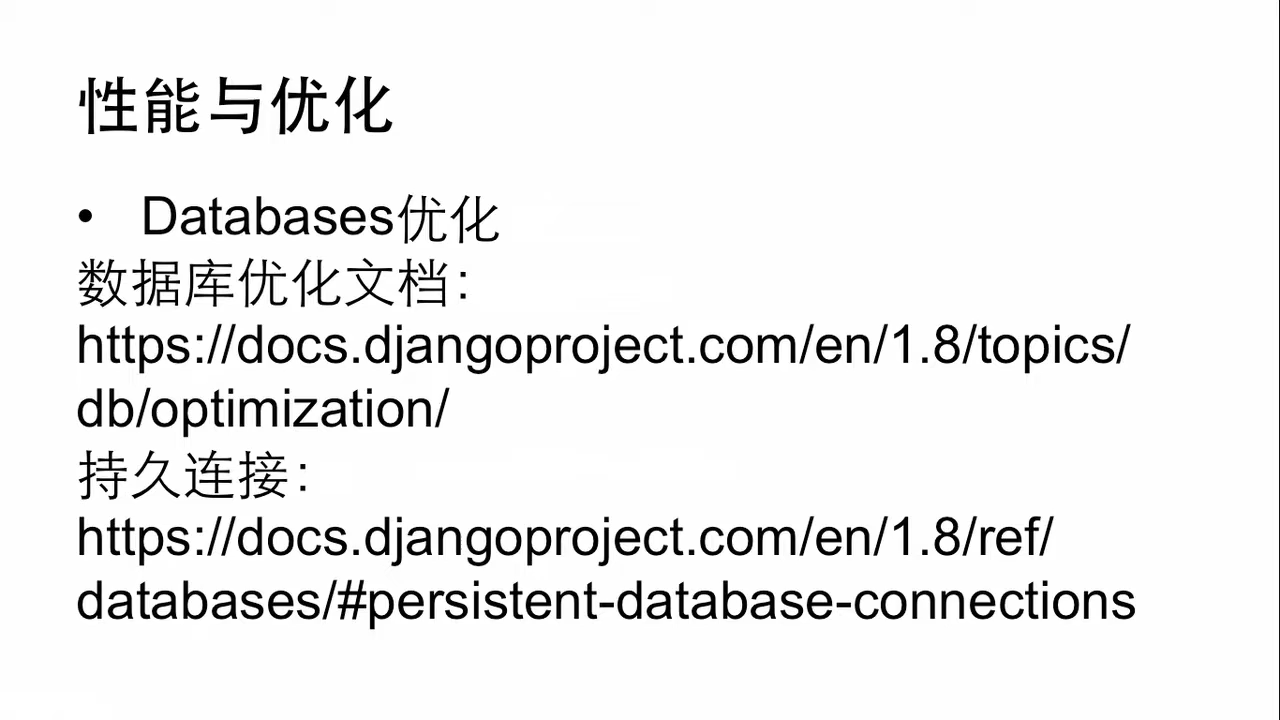 性能与优化
• Databases优化
数据库优化文档：
https://docs.djangoproject.com/en/1.8/topics/
db/optimization/
持久连接：
https://docs.djangoproject.com/en/1.8/ref/
databases/#persistent-database-connections